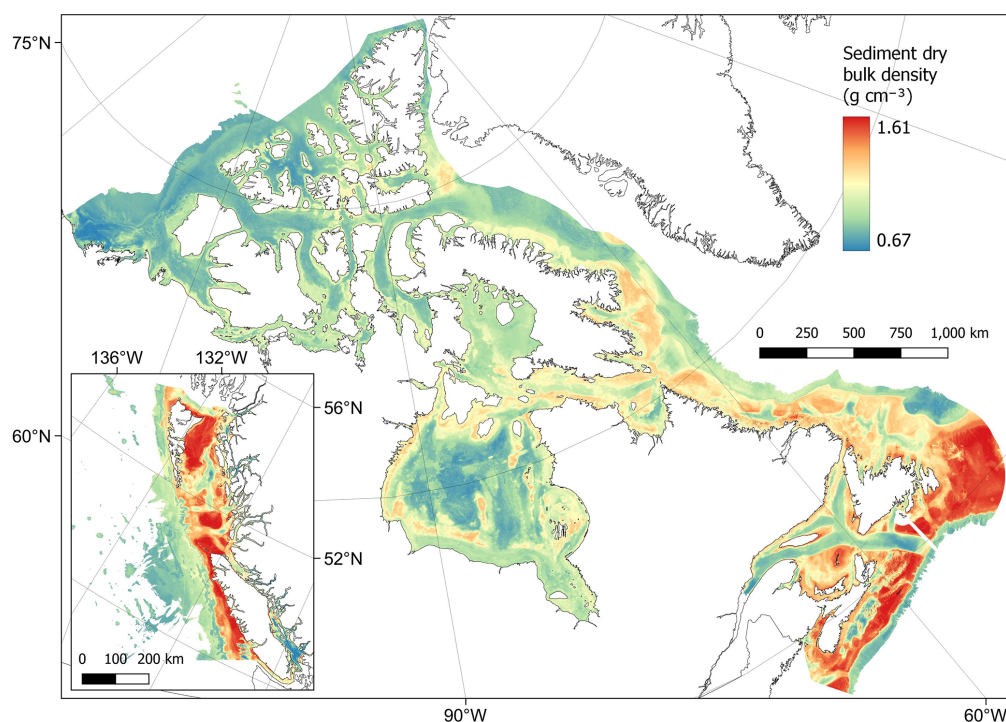 75°N
Sediment dry
bulk density
(g cm⁻³)
1.61
0.67
0 250 500 750 1,000 km
136°W 132°W
56°N
60°N
52°N
0 100 200 km
90°W 60°W